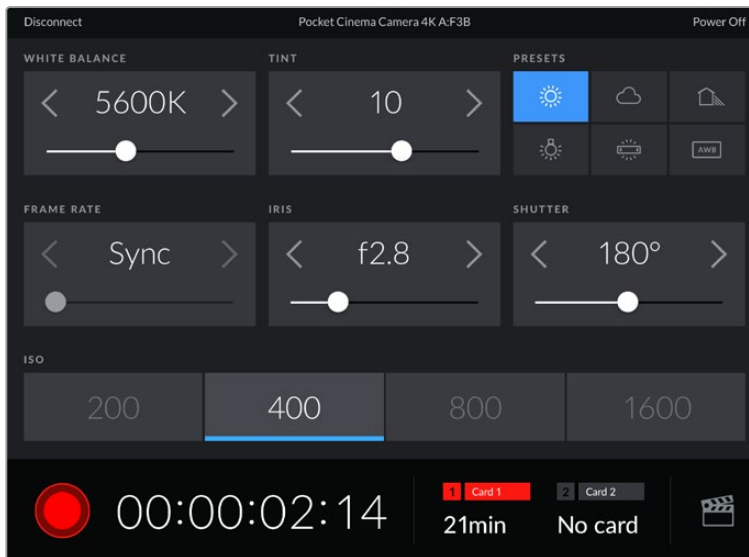 Disconnect Pocket Cinema Camera 4K A:F3B Power Off
WHITE BALANCE TINT PRESETS
5600K 10
AWB
FRAME RATE IRIS SHUTTER
Sync f2.8 180°
ISO
200 400 800 1600
00:00:02:14
1 Card 1 2 Card 2
21min No card